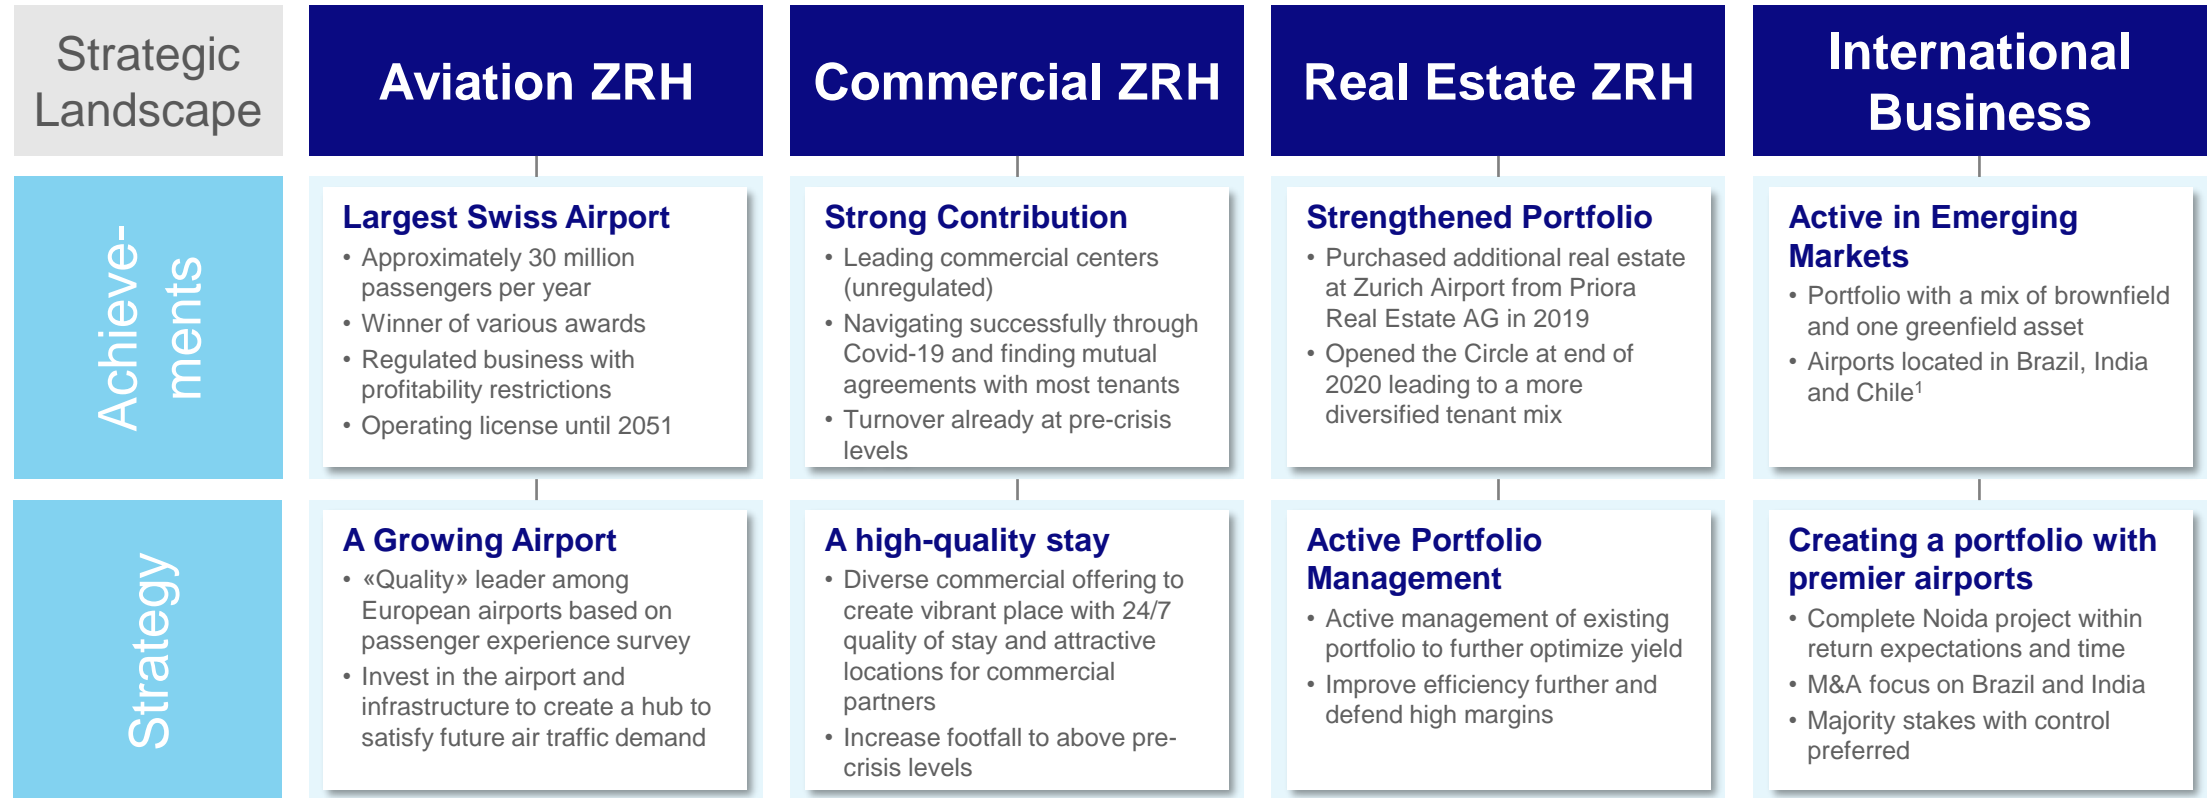 Strategic
Landscape
Aviation ZRH
Commercial ZRH
Real Estate ZRH
International
Business
Achieve-
ments
Largest Swiss Airport
• Approximately 30 million
passengers per year
• Winner of various awards
• Regulated business with
profitability restrictions
• Operating license until 2051
Strong Contribution
• Leading commercial centers
(unregulated)
• Navigating successfully through
Covid-19 and finding mutual
agreements with most tenants
• Turnover already at pre-crisis
levels
Strengthened Portfolio
• Purchased additional real estate
at Zurich Airport from Priora
Real Estate AG in 2019
• Opened the Circle at end of
2020 leading to a more
diversified tenant mix
Active in Emerging
Markets
• Portfolio with a mix of brownfield
and one greenfield asset
• Airports located in Brazil, India
and Chile¹
Strategy
A Growing Airport
• «Quality» leader among
European airports based on
passenger experience survey
• Invest in the airport and
infrastructure to create a hub to
satisfy future air traffic demand
A high-quality stay
• Diverse commercial offering to
create vibrant place with 24/7
quality of stay and attractive
locations for commercial
partners
• Increase footfall to above pre-
crisis levels
Active Portfolio
Management
• Active management of existing
portfolio to further optimize yield
• Improve efficiency further and
defend high margins
Creating a portfolio with
premier airports
• Complete Noida project within
return expectations and time
• M&A focus on Brazil and India
• Majority stakes with control
preferred